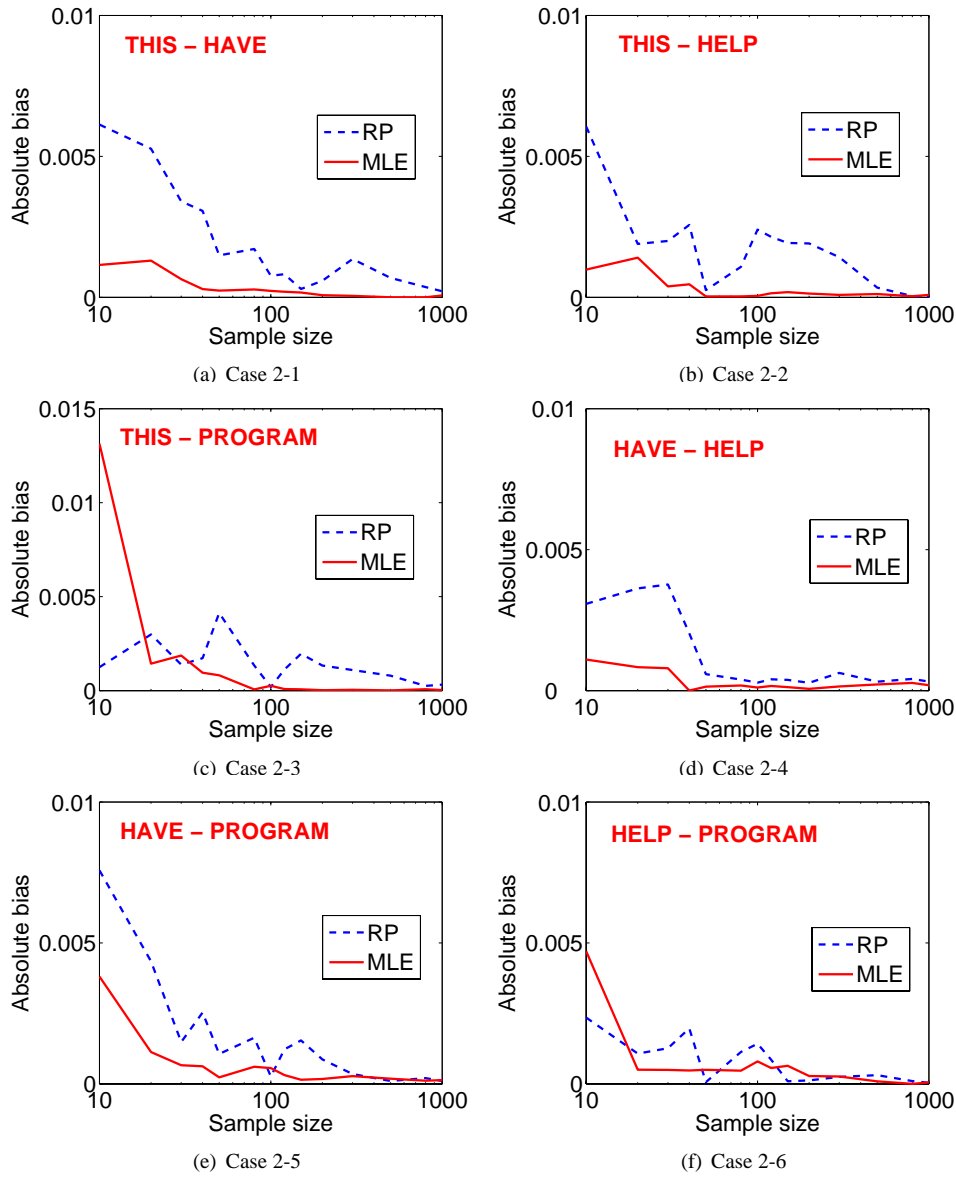 0.01
THIS – HAVE
RP
MLE
0.005
Absolute bias
0
10
100
1000
Sample size
(a) Case 2-1
0.01
THIS – HELP
RP
MLE
0.005
Absolute bias
0
10
100
1000
Sample size
(b) Case 2-2
0.015
THIS – PROGRAM
0.01
RP
MLE
0.005
Absolute bias
0
10
100
1000
Sample size
(c) Case 2-3
0.01
HAVE – HELP
RP
MLE
0.005
Absolute bias
0
10
100
1000
Sample size
(d) Case 2-4
0.01
HAVE – PROGRAM
RP
MLE
0.005
Absolute bias
0
10
100
1000
Sample size
(e) Case 2-5
0.01
HELP – PROGRAM
RP
MLE
0.005
Absolute bias
0
10
100
1000
Sample size
(f) Case 2-6